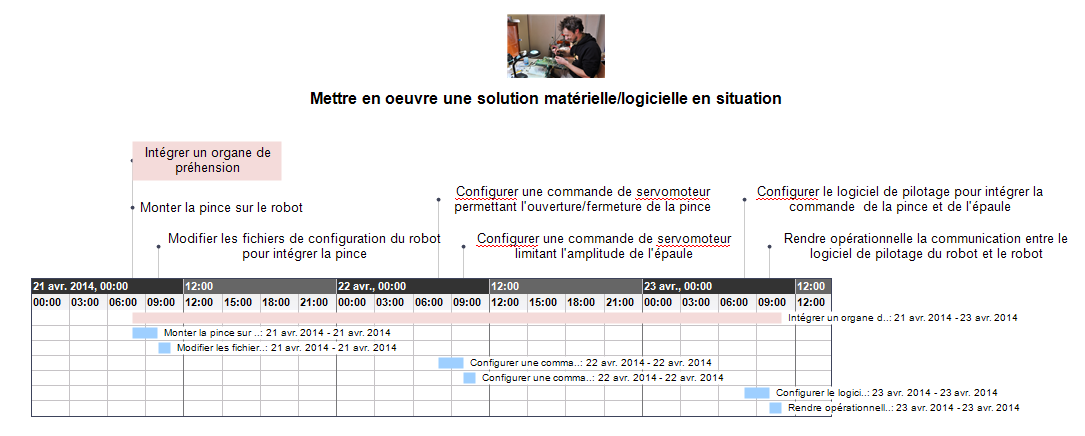 Mettre en oeuvre une solution matérielle/logicielle en situation
Intégrer un organe de
préhension
Monter la pince sur le robot
Modifier les fichiers de configuration du robot
pour intégrer la pince
Configurer une commande de servomoteur
permettant l'ouverture/fermeture de la pince
Configurer une commande de servomoteur
limitant l'amplitude de l'épaule
Configurer le logiciel de pilotage pour intégrer la
commande de la pince et de l'épaule
Rendre opérationnelle la communication entre le
logiciel de pilotage du robot et le robot
21 avr. 2014, 00:00 12:00 22 avr., 00:00 12:00 23 avr., 00:00 12:00
00:00 03:00 06:00 09:00 12:00 15:00 18:00 21:00 00:00 03:00 06:00 09:00 12:00 15:00 18:00 21:00 00:00 03:00 06:00 09:00 12:00
Intégrer un organe d..: 21 avr. 2014 - 23 avr. 2014
Monter la pince sur ..: 21 avr. 2014 - 21 avr. 2014
Modifier les fichier..: 21 avr. 2014 - 21 avr. 2014
Configurer une comma..: 22 avr. 2014 - 22 avr. 2014
Configurer une comma..: 22 avr. 2014 - 22 avr. 2014
Configurer le logici..: 23 avr. 2014 - 23 avr. 2014
Rendre opérationnell..: 23 avr. 2014 - 23 avr. 2014